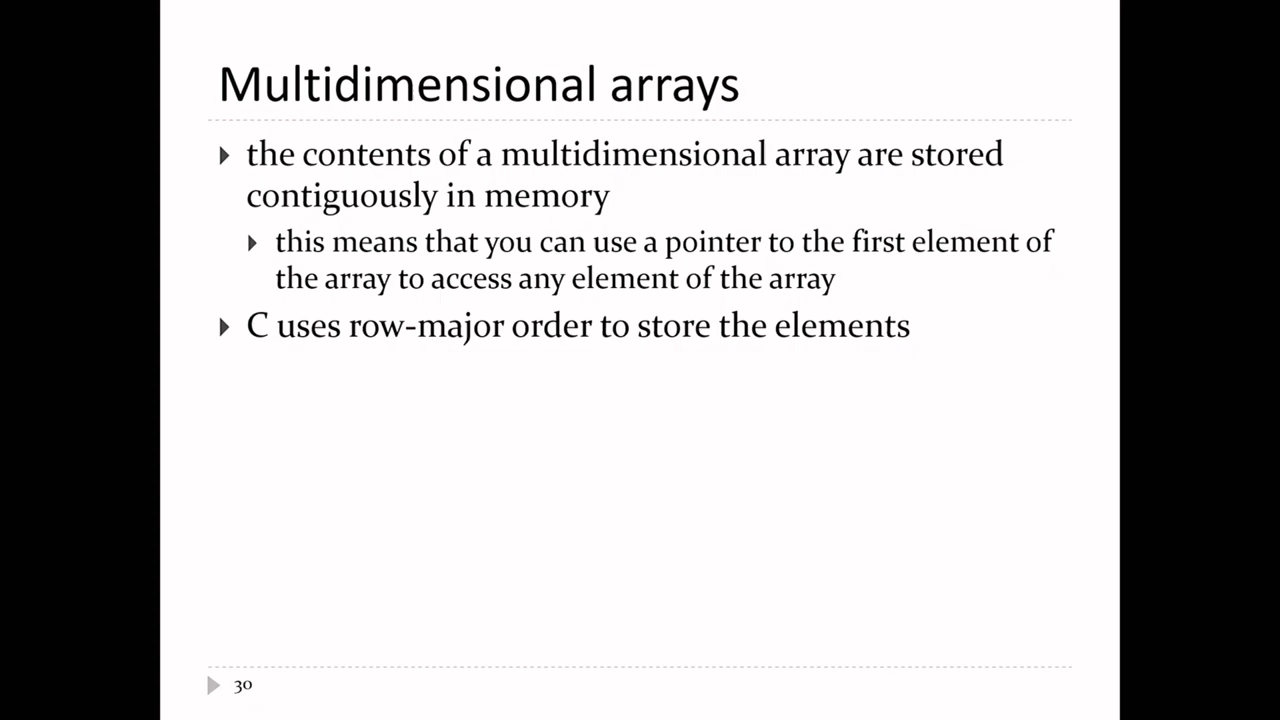 Multidimensional arrays
the contents of a multidimensional array are stored
contiguously in memory
this means that you can use a pointer to the first element of
the array to access any element of the array
C uses row-major order to store the elements
30